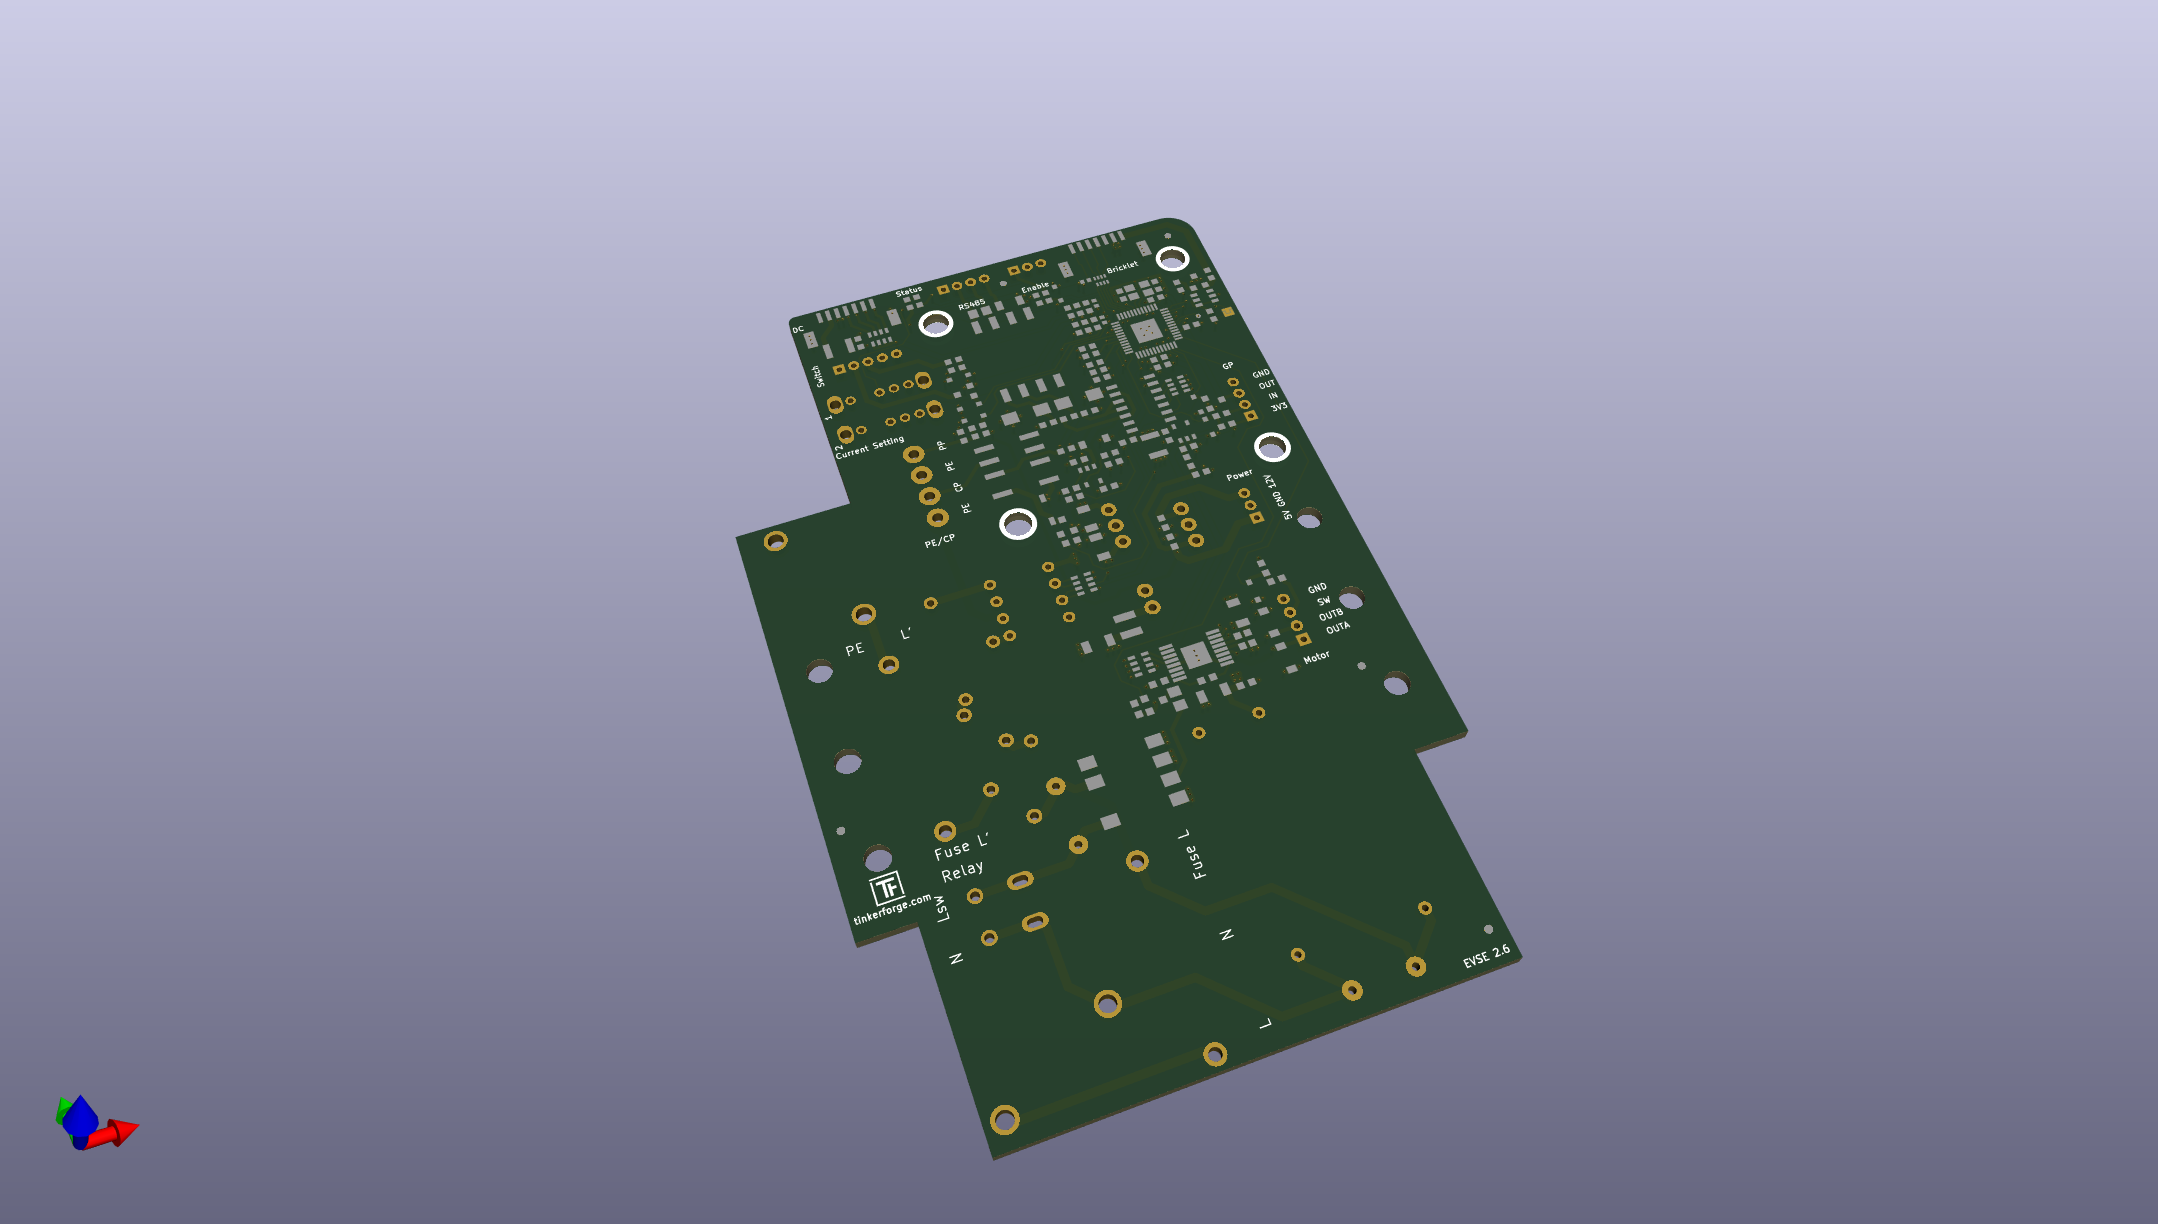 Bricklet
Status
Enable
RS485
DC
Switch
1
2
Current Setting
PP
PE
CP
PE
PE/CP
GP
GND
OUT
IN
3V3
Power
5V GND 12V
GND
SW
OUTB
OUTA
Motor
PE
L'
Fuse L'
Relay
Fuse L
tinkerforge.com
LSW
N
N
L
EVSE 2.6